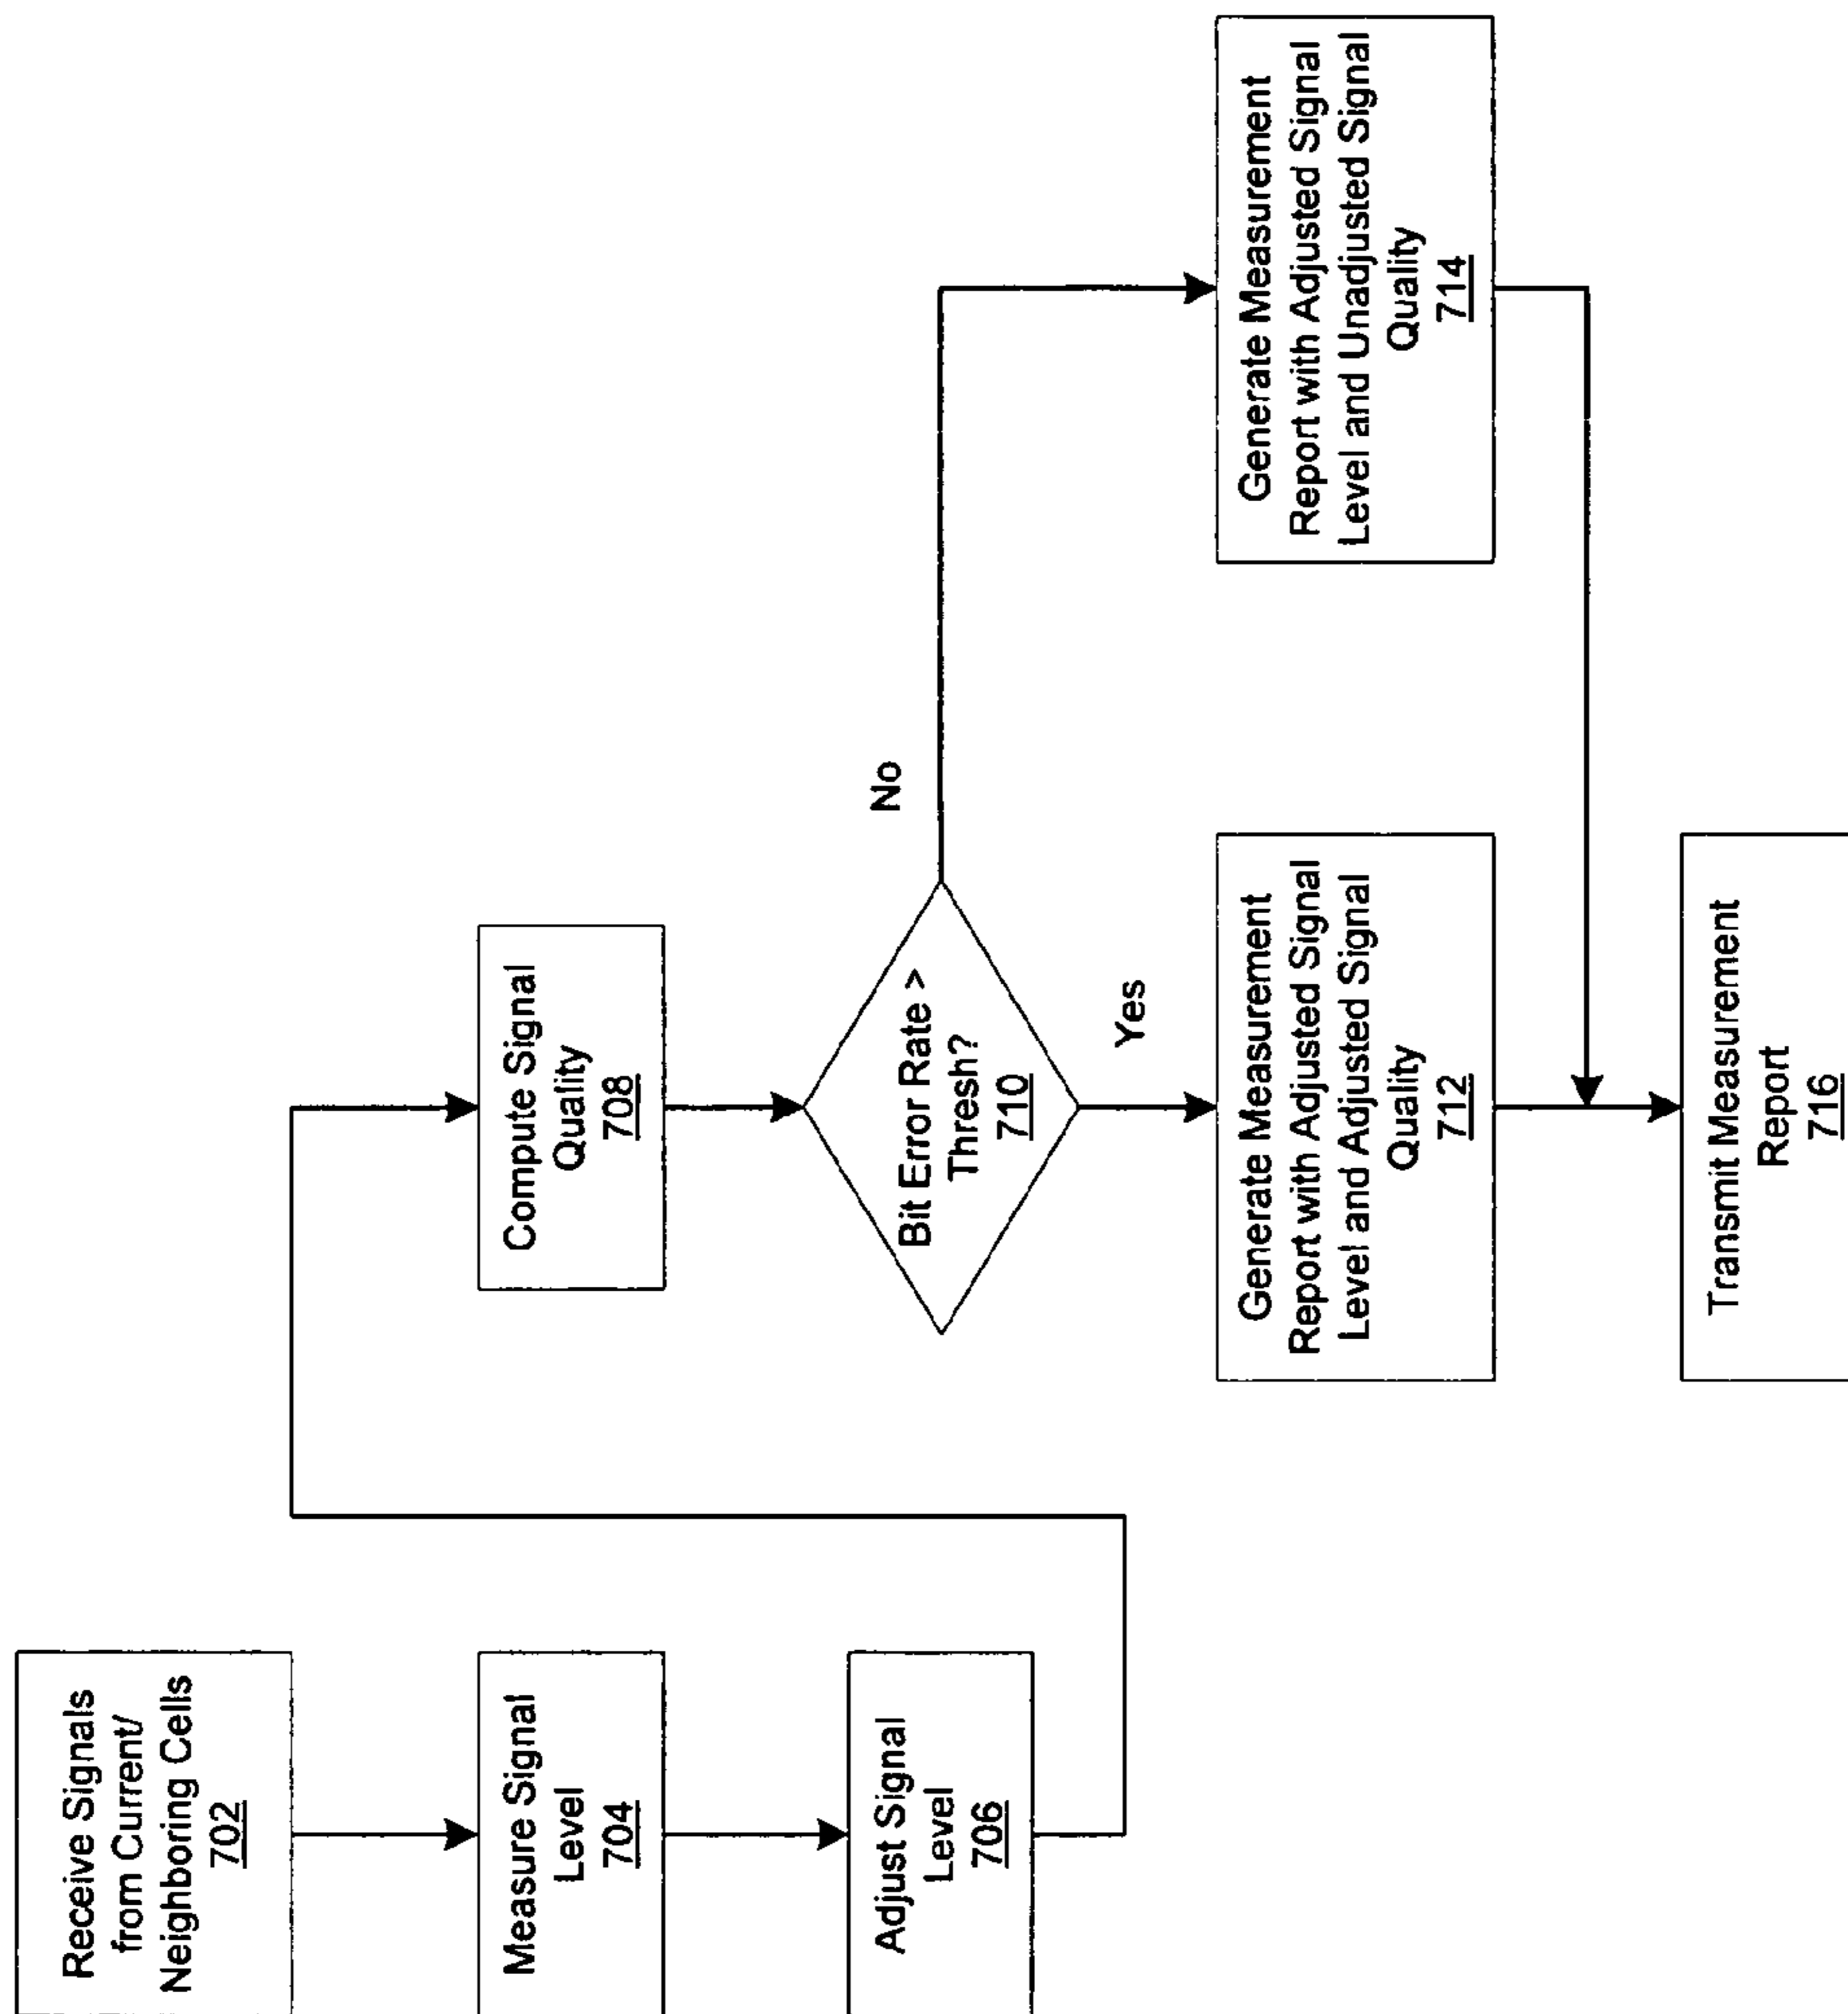 Receive Signals
from Current/
Neighboring Cells
702
Measure Signal
Level
704
Adjust Signal
Level
706
Compute Signal
Quality
708
Bit Error Rate >
Thresh?
710
No
Yes
Generate Measurement
Report with Adjusted Signal
Level and Adjusted Signal
Quality
712
Generate Measurement
Report with Adjusted Signal
Level and Unadjusted Signal
Quality
714
Transmit Measurement
Report
716